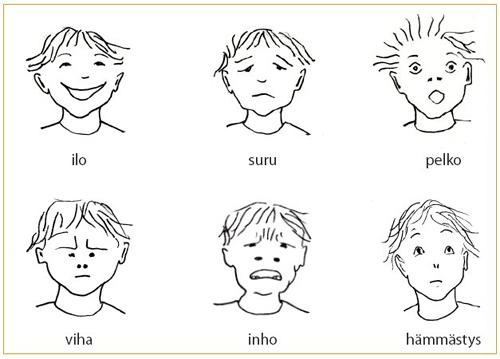 ilo
suru
pelko
viha
inho
hämmästys